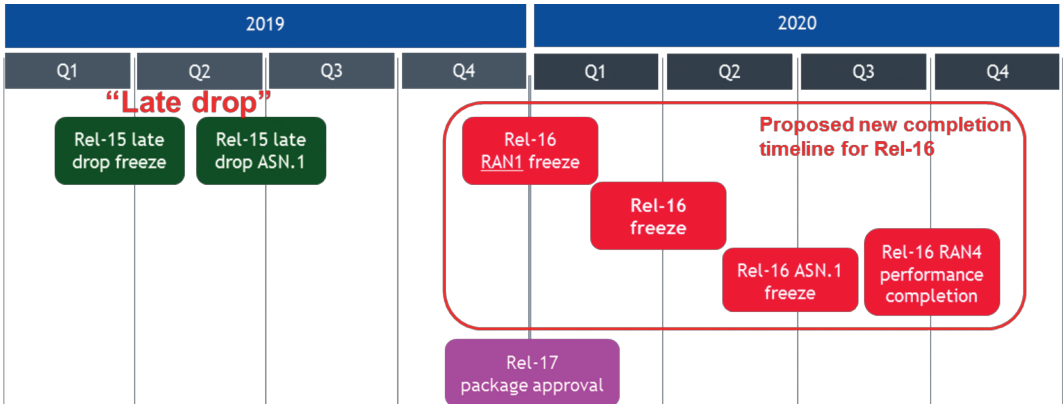 2019
2020
Q1
Q2
Q3
Q4
Q1
Q2
Q3
Q4
“Late drop”
Rel-15 late
drop freeze
Rel-15 late
drop ASN.1
Rel-16
RAN1 freeze
Proposed new completion
timeline for Rel-16
Rel-16
freeze
Rel-16 ASN.1
freeze
Rel-16 RAN4
performance
completion
Rel-17
package approval